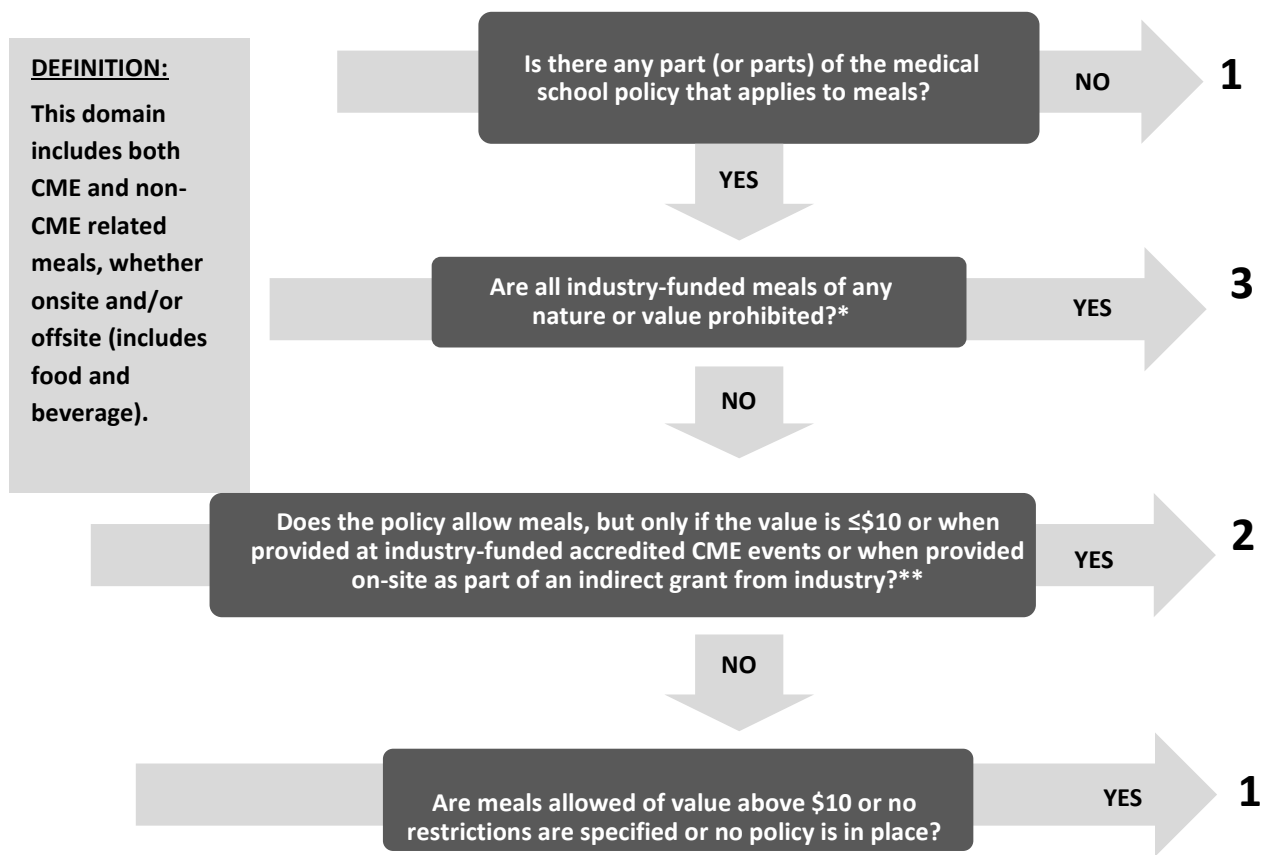 DEFINITION:
This domain
includes both
CME and non-
CME related
meals, whether
onsite and/or
offsite (includes
food and
beverage).
Is there any part (or parts) of the medical
school policy that applies to meals?
NO
1
YES
Are all industry-funded meals of any
nature or value prohibited?*
YES
3
NO
Does the policy allow meals, but only if the value is ≤$10 or when
provided at industry-funded accredited CME events or when provided
on-site as part of an indirect grant from industry?**
YES
2
NO
Are meals allowed of value above $10 or no
restrictions are specified or no policy is in place?
YES
1